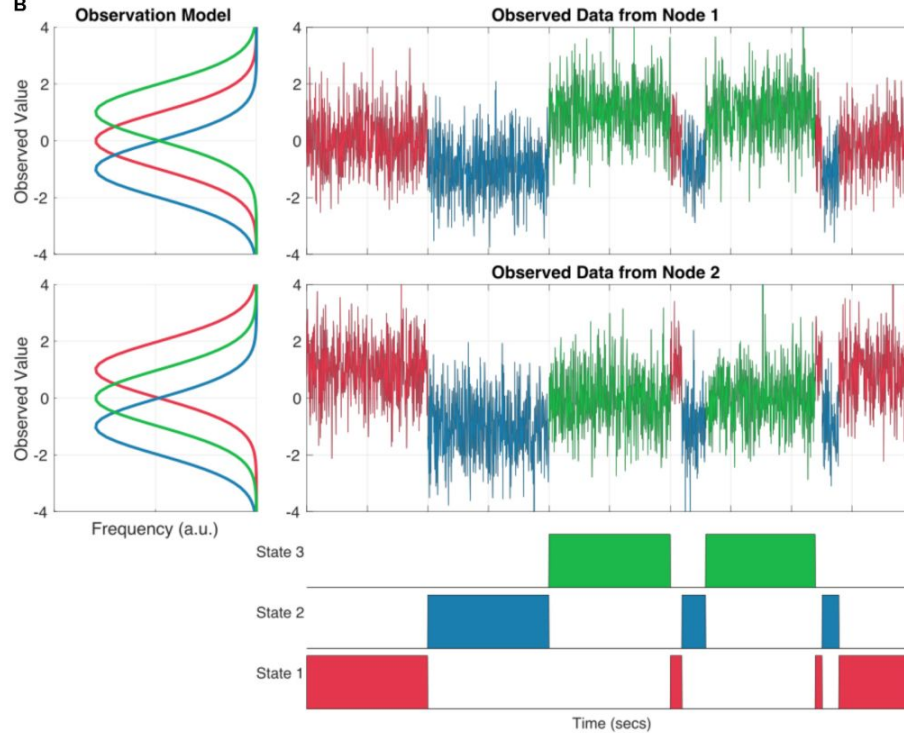 B
Observation Model
Observed Data from Node 1
Observed Value
4
2
0
-2
-4
4
2
0
-2
-4
Observed Data from Node 2
Observed Value
4
2
0
-2
-4
4
2
0
-2
-4
Frequency (a.u.)
State 3
State 2
State 1
Time (secs)